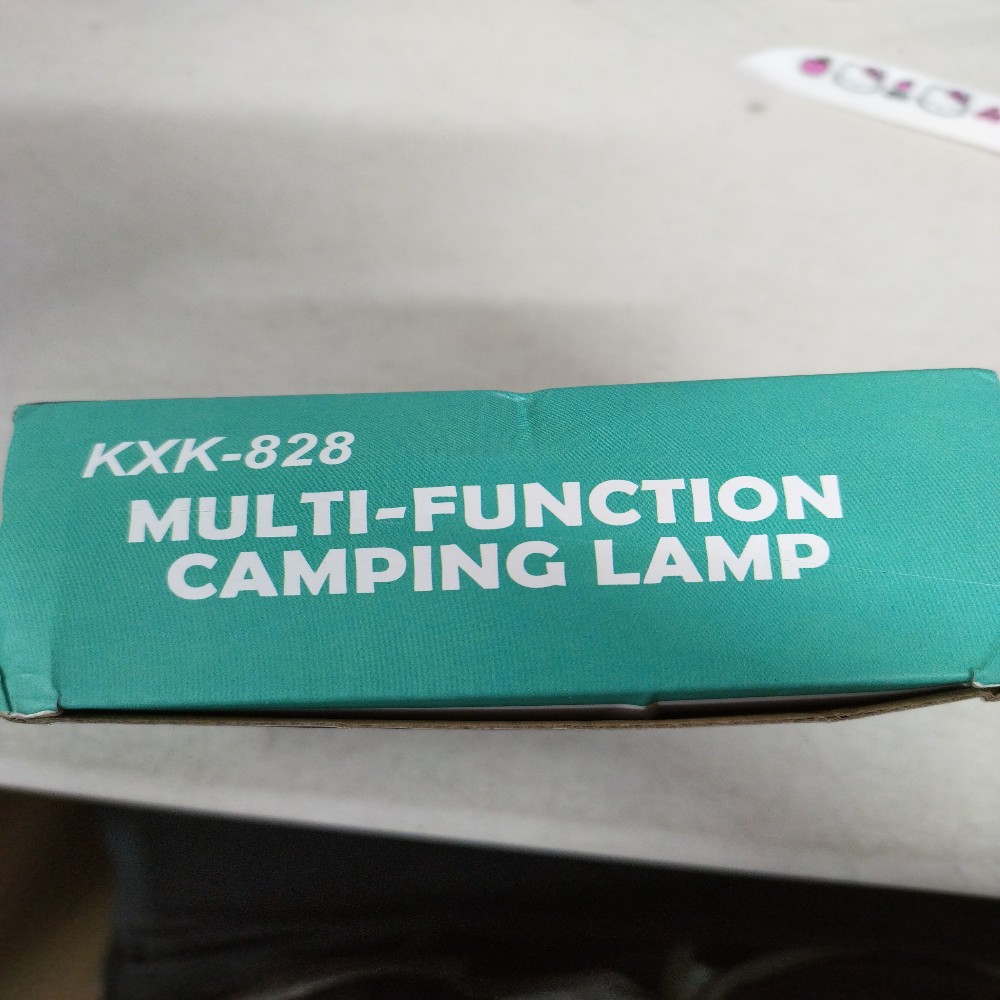 KXK-828
MULTI-FUNCTION
CAMPING LAMP